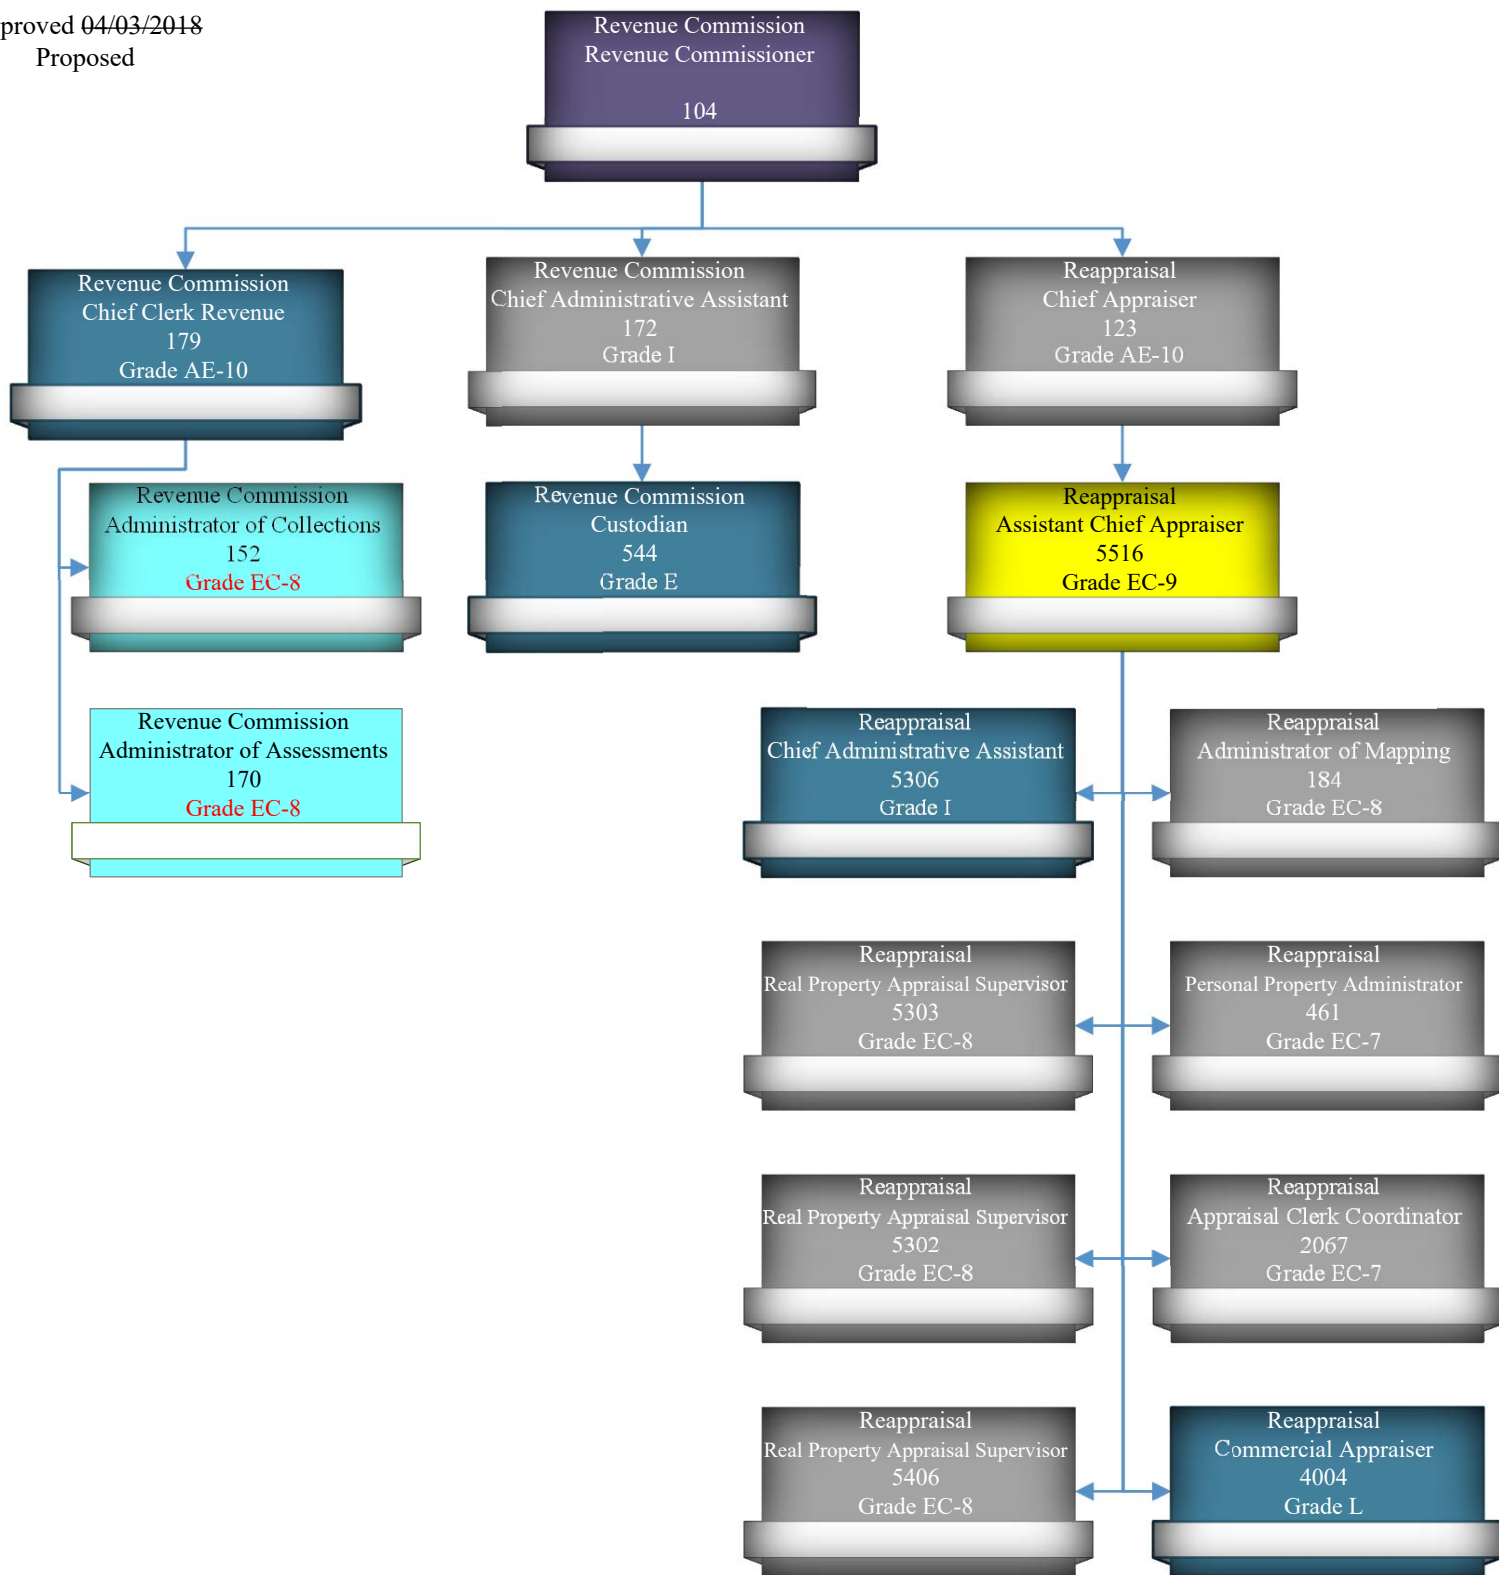 proved 04/03/2018
Proposed
Revenue Commission
Revenue Commissioner
104
Revenue Commission
Chief Clerk Revenue
179
Grade AE-10
Revenue Commission
Chief Administrative Assistant
172
Grade I
Reappraisal
Chief Appraiser
123
Grade AE-10
Revenue Commission
Administrator of Collections
152
Grade EC-8
Revenue Commission
Custodian
544
Grade E
Reappraisal
Assistant Chief Appraiser
5516
Grade EC-9
Revenue Commission
Administrator of Assessments
170
Grade EC-8
Reappraisal
Chief Administrative Assistant
5306
Grade I
Reappraisal
Administrator of Mapping
184
Grade EC-8
Reappraisal
Real Property Appraisal Supervisor
5303
Grade EC-8
Reappraisal
Personal Property Administrator
461
Grade EC-7
Reappraisal
Real Property Appraisal Supervisor
5302
Grade EC-8
Reappraisal
Appraisal Clerk Coordinator
2067
Grade EC-7
Reappraisal
Real Property Appraisal Supervisor
5406
Grade EC-8
Reappraisal
Commercial Appraiser
4004
Grade L